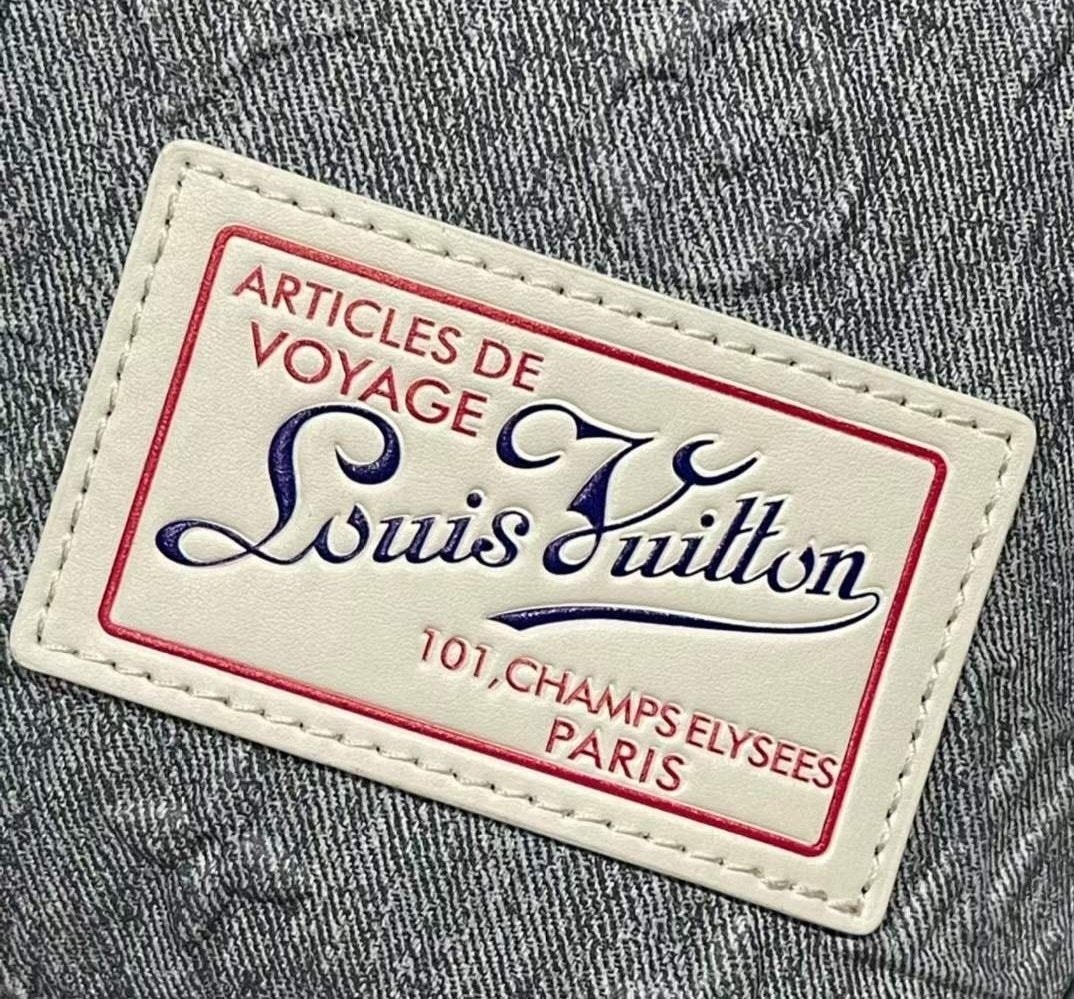 ARTICLES DE
VOYAGE
Louis Vuitton
101, CHAMPS ELYSEES
PARIS